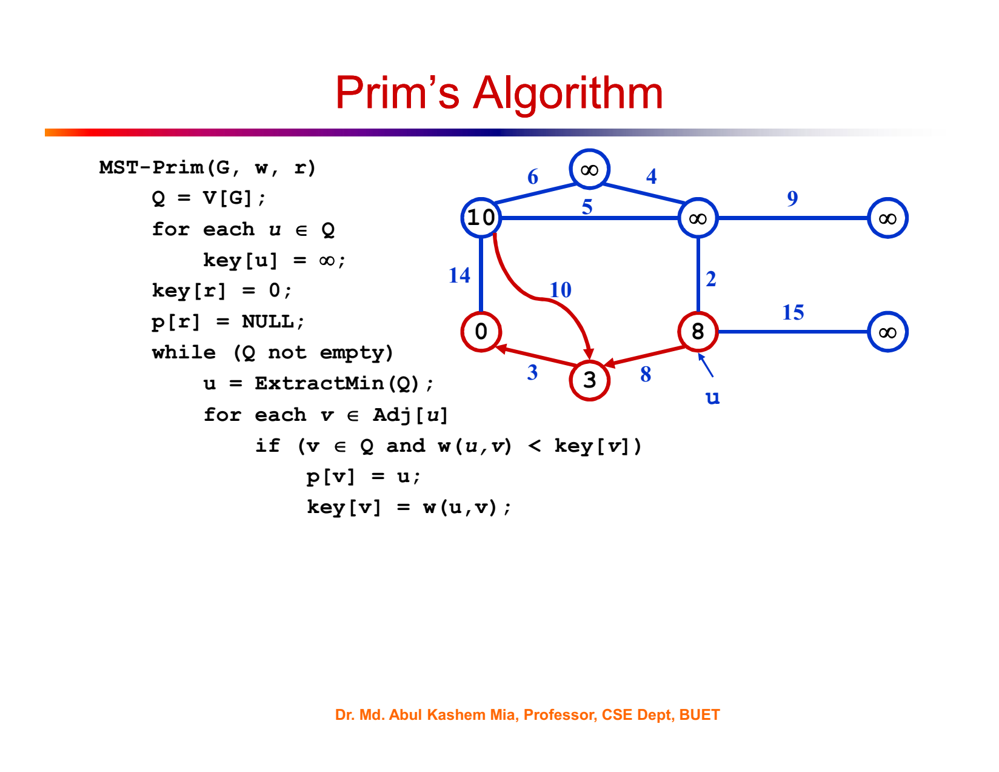 Prim’s Algorithm
MST-Prim(G, w, r)
Q = V[G];
for each u ∈ Q
key[u] = ∞;
key[r] = 0;
p[r] = NULL;
while (Q not empty)
u = ExtractMin(Q);
for each v ∈ Adj[u]
if (v ∈ Q and w(u,v) < key[v])
p[v] = u;
key[v] = w(u,v);
∞
6
4
5
9
10
∞
∞
14
10
2
15
0
8
∞
3
3
8
u
Dr. Md. Abul Kashem Mia, Professor, CSE Dept, BUET